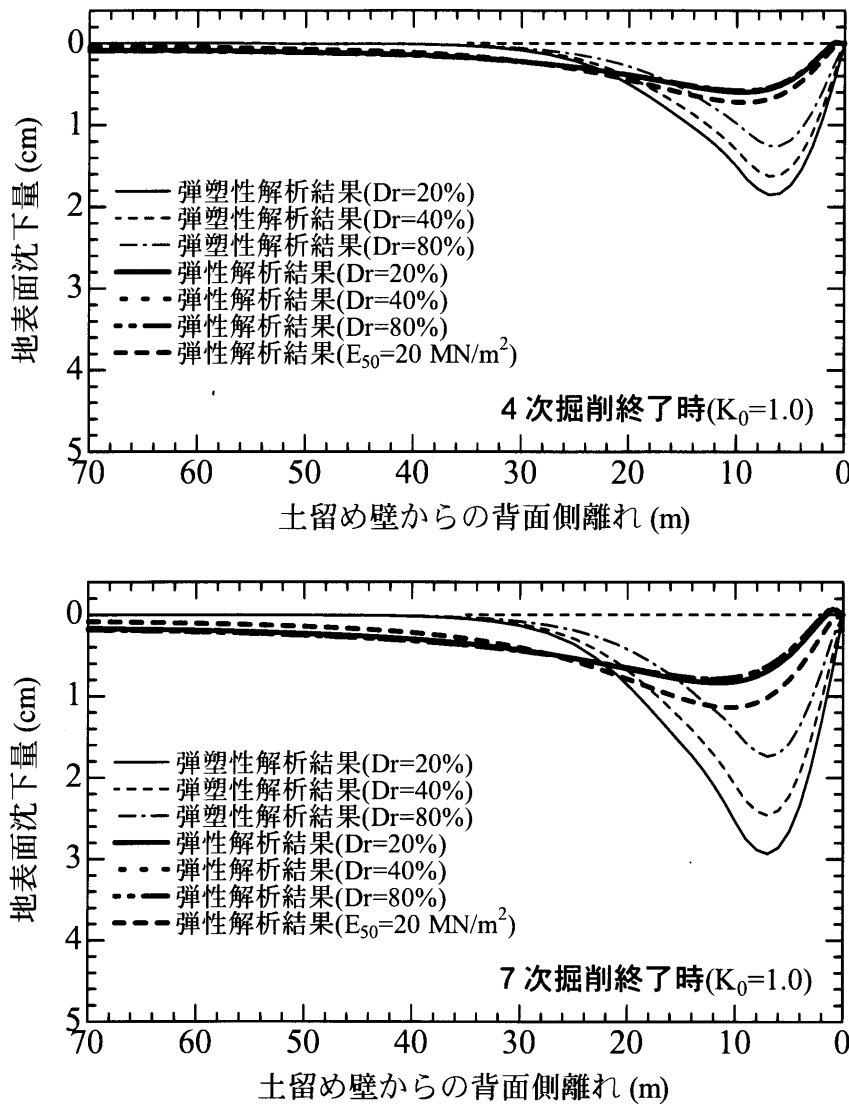 0
1
2
3
4
5
地表面沈下量 (cm)
弾塑性解析結果(Dr=20%)
弾塑性解析結果(Dr=40%)
弾塑性解析結果(Dr=80%)
弾性解析結果(Dr=20%)
弾性解析結果(Dr=40%)
弾性解析結果(Dr=80%)
弾性解析結果(E₅₀=20 MN/m²)
4次掘削終了時(K₀=1.0)
70 60 50 40 30 20 10 0
土留め壁からの背面側離れ (m)
0
1
2
3
4
5
地表面沈下量 (cm)
弾塑性解析結果(Dr=20%)
弾塑性解析結果(Dr=40%)
弾塑性解析結果(Dr=80%)
弾性解析結果(Dr=20%)
弾性解析結果(Dr=40%)
弾性解析結果(Dr=80%)
弾性解析結果(E₅₀=20 MN/m²)
7次掘削終了時(K₀=1.0)
70 60 50 40 30 20 10 0
土留め壁からの背面側離れ (m)